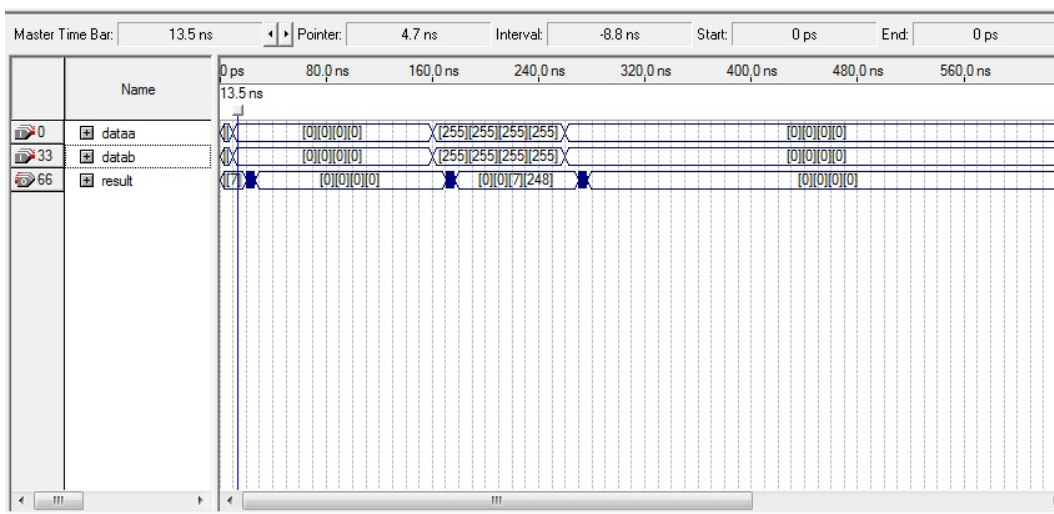 Master Time Bar: 13.5 ns Pointer: 4.7 ns Interval: -8.8 ns Start: 0 ps End: 0 ps
Name 0 ps 80.0 ns 160.0 ns 240.0 ns 320.0 ns 400.0 ns 480.0 ns 560.0 ns
13.5 ns
0 dataa [0][0][0][0] [255][255][255][255] [0][0][0][0]
33 datab [0][0][0][0] [255][255][255][255] [0][0][0][0]
66 result [7] [0][0][0][0] [0][0][7][248] [0][0][0][0]